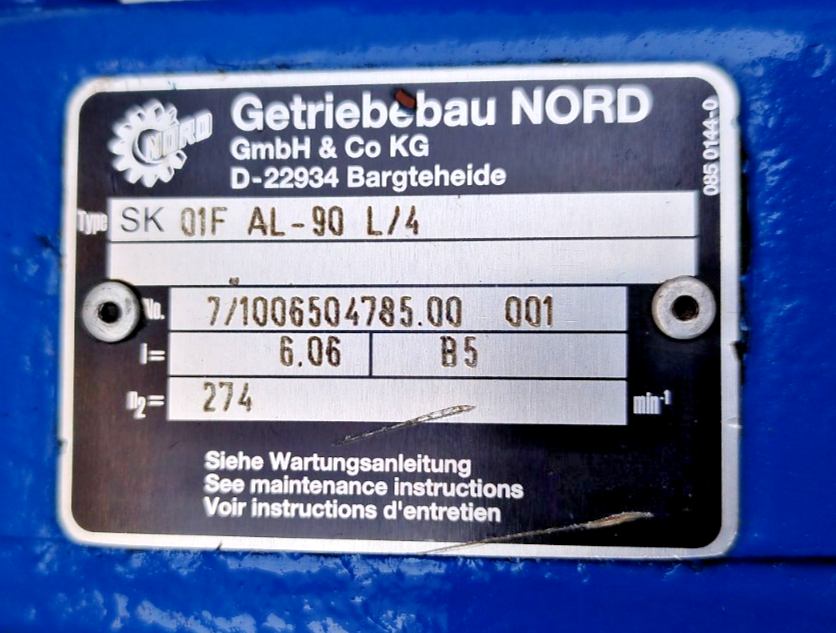 NORD
Getriebebau NORD
GmbH & Co KG
D-22934 Bargteheide
085 0144-0
Type SK 01F AL-90 L/4
No. 7/1006504785.00 001
i= 6.06 B5
n2= 274 min-1
Siehe Wartungsanleitung
See maintenance instructions
Voir instructions d'entretien